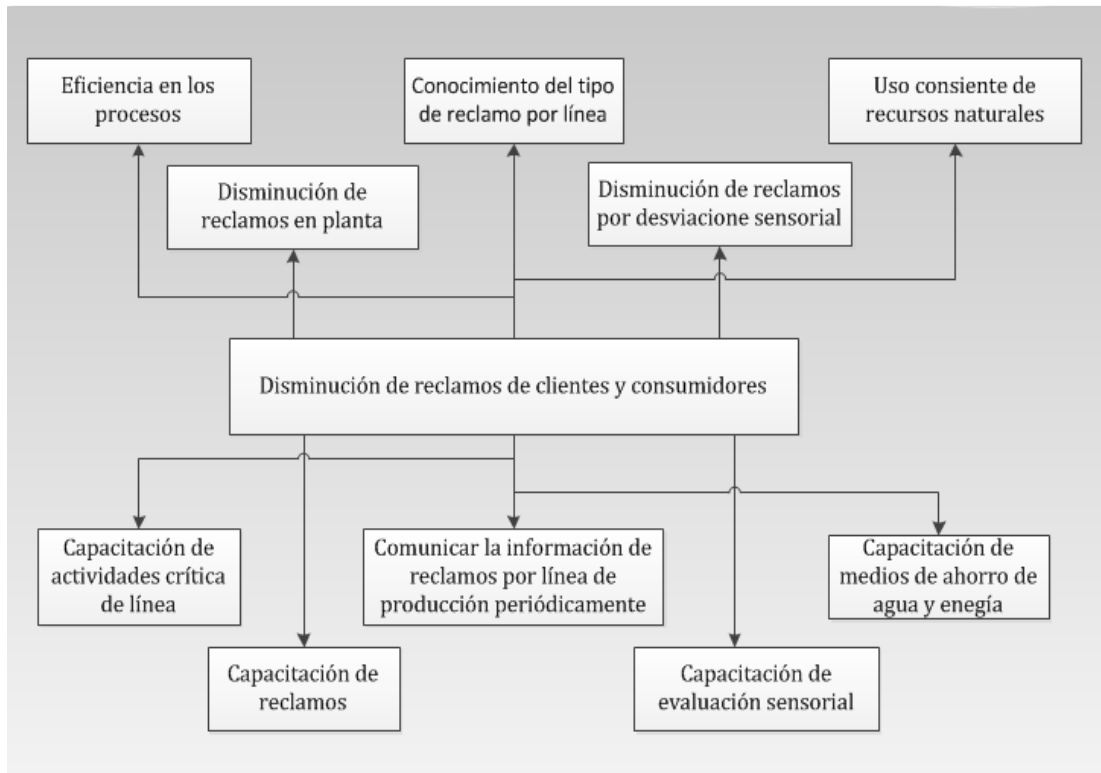 Eficiencia en los
procesos
Conocimiento del tipo
de reclamo por línea
Uso consiente de
recursos naturales
Disminución de
reclamos en planta
Disminución de reclamos
por desviacione sensorial
Disminución de reclamos de clientes y consumidores
Capacitación de
actividades crítica
de línea
Comunicar la información de
reclamos por línea de
producción periódicamente
Capacitación de
medios de ahorro de
agua y enegía
Capacitación de
reclamos
Capacitación de
evaluación sensorial